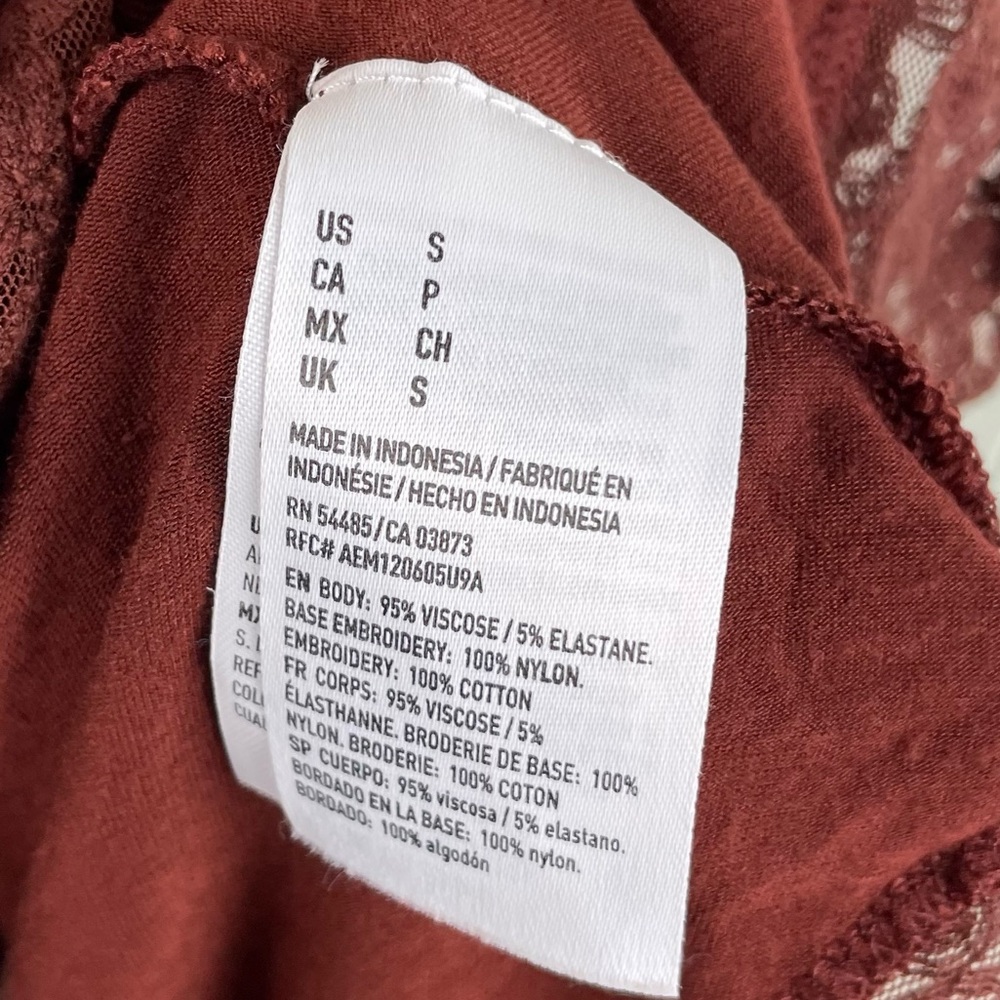 US S
CA P
MX CH
UK S
MADE IN INDONESIA / FABRIQUÉ EN
INDONÉSIE / HECHO EN INDONESIA
RN 54485 / CA 03873
RFC# AEM120605U9A
EN BODY: 95% VISCOSE / 5% ELASTANE.
BASE EMBROIDERY: 100% NYLON.
EMBROIDERY: 100% COTTON
FR CORPS: 95% VISCOSE / 5%
ÉLASTHANNE. BRODERIE DE BASE: 100%
NYLON. BRODERIE: 100% COTON
SP CUERPO: 95% viscosa / 5% elastano.
BORDADO EN LA BASE: 100% nylon.
BORDADO: 100% algodón